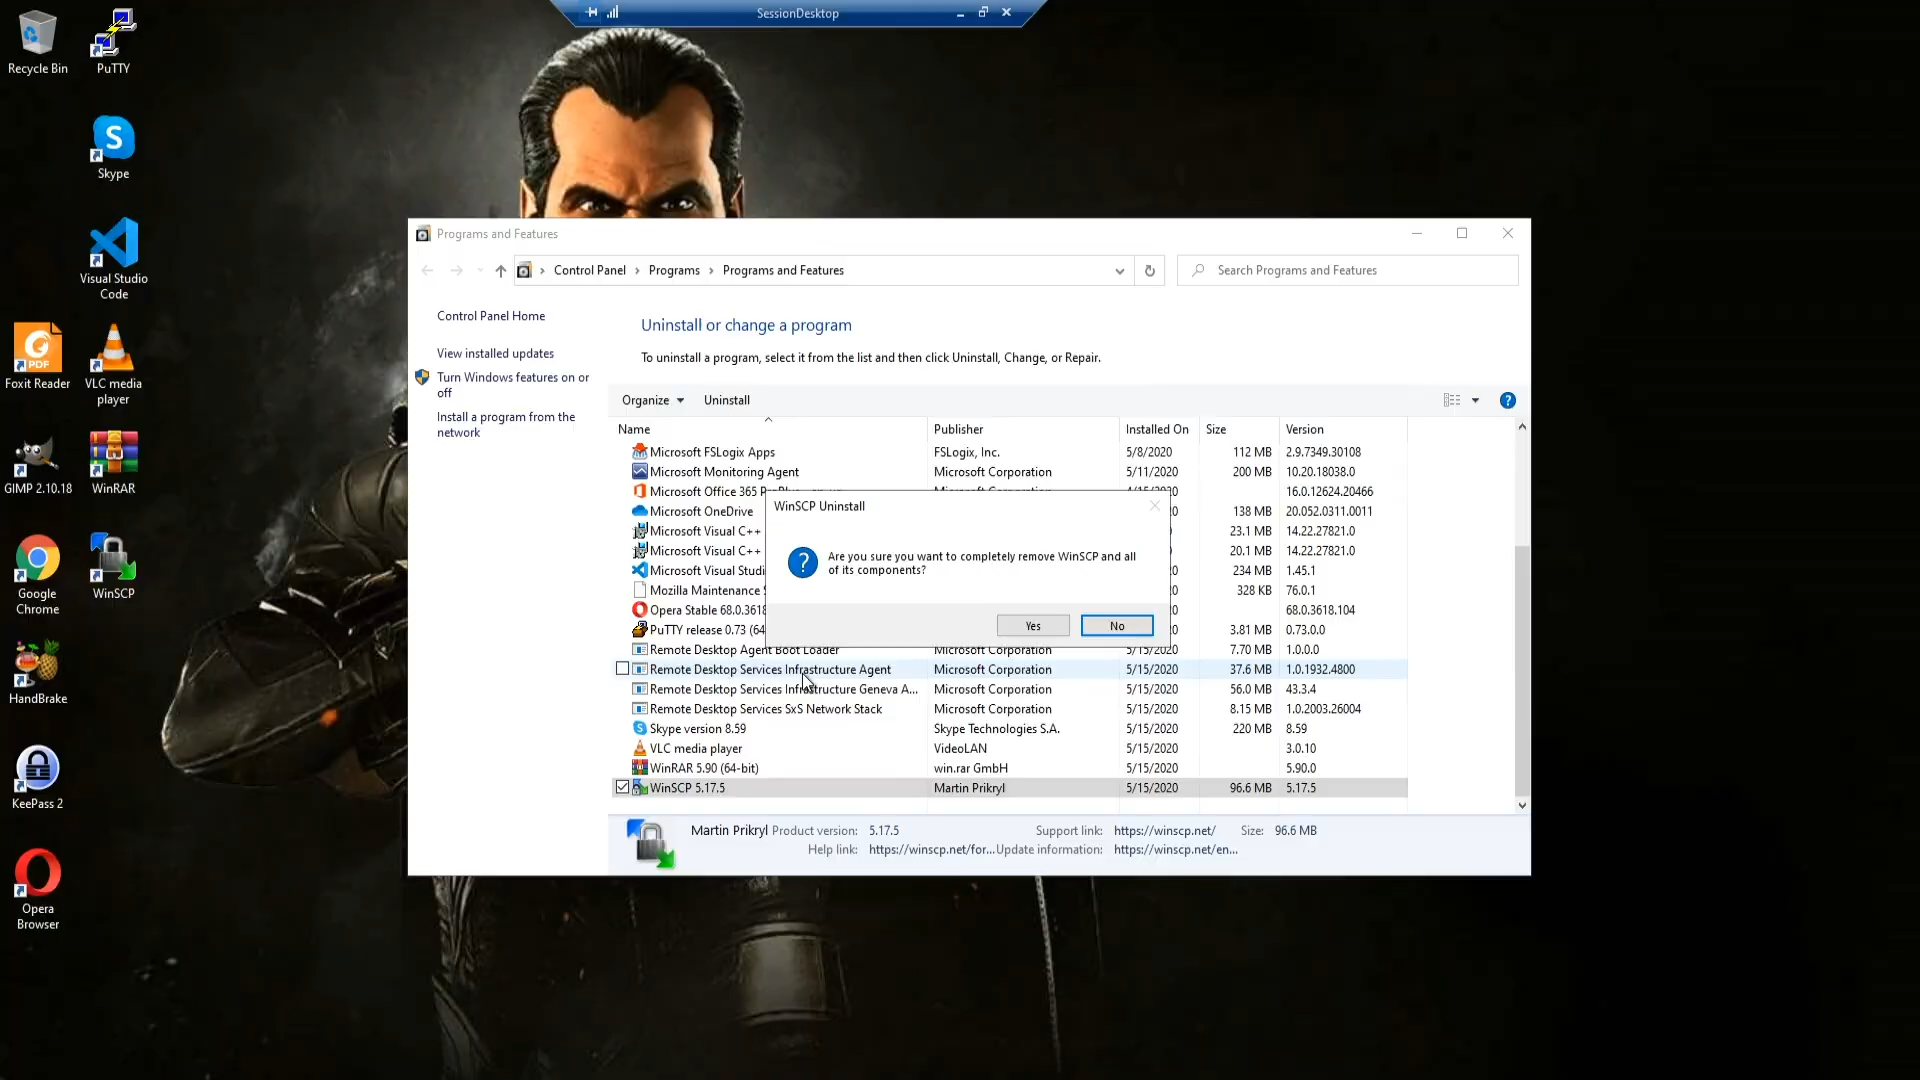 SessionDesktop
Recycle Bin
PuTTY
Skype
Visual Studio
Code
PDF
Foxit Reader
VLC media
player
GIMP 2.10.18
WinRAR
Google
Chrome
WinSCP
HandBrake
KeePass 2
Opera
Browser
Programs and Features
Control Panel > Programs > Programs and Features
Search Programs and Features
Control Panel Home
View installed updates
Turn Windows features on or
off
Install a program from the
network
Uninstall or change a program
To uninstall a program, select it from the list and then click Uninstall, Change, or Repair.
Organize Uninstall
Name Publisher Installed On Size Version
Microsoft FSLogix Apps FSLogix, Inc. 5/8/2020 112 MB 2.9.7349.30108
Microsoft Monitoring Agent Microsoft Corporation 5/11/2020 200 MB 10.20.18038.0
Microsoft Office 365 16.0.12624.20466
Microsoft OneDrive 138 MB 20.052.0311.0011
Microsoft Visual C++ 23.1 MB 14.22.27821.0
Microsoft Visual C++ 20.1 MB 14.22.27821.0
Microsoft Visual Studi 234 MB 1.45.1
Mozilla Maintenance 328 KB 76.0.1
Opera Stable 68.0.3618 68.0.3618.104
PuTTY release 0.73 (64 3.81 MB 0.73.0.0
Remote Desktop Agent Boot Loader Microsoft Corporation 5/15/2020 7.70 MB 1.0.0.0
Remote Desktop Services Infrastructure Agent Microsoft Corporation 5/15/2020 37.6 MB 1.0.1932.4800
Remote Desktop Services Infrastructure Geneva A... Microsoft Corporation 5/15/2020 56.0 MB 43.3.4
Remote Desktop Services SxS Network Stack Microsoft Corporation 5/15/2020 8.15 MB 1.0.2003.26004
Skype version 8.59 Skype Technologies S.A. 5/15/2020 220 MB 8.59
VLC media player VideoLAN 5/15/2020 3.0.10
WinRAR 5.90 (64-bit) win.rar GmbH 5/15/2020 5.90.0
WinSCP 5.17.5 Martin Prikryl 5/15/2020 96.6 MB 5.17.5
WinSCP Uninstall
Are you sure you want to completely remove WinSCP and all
of its components?
Yes No
Martin Prikryl Product version: 5.17.5 Support link: https://winscp.net/ Size: 96.6 MB
Help link: https://winscp.net/for... Update information: https://winscp.net/en...